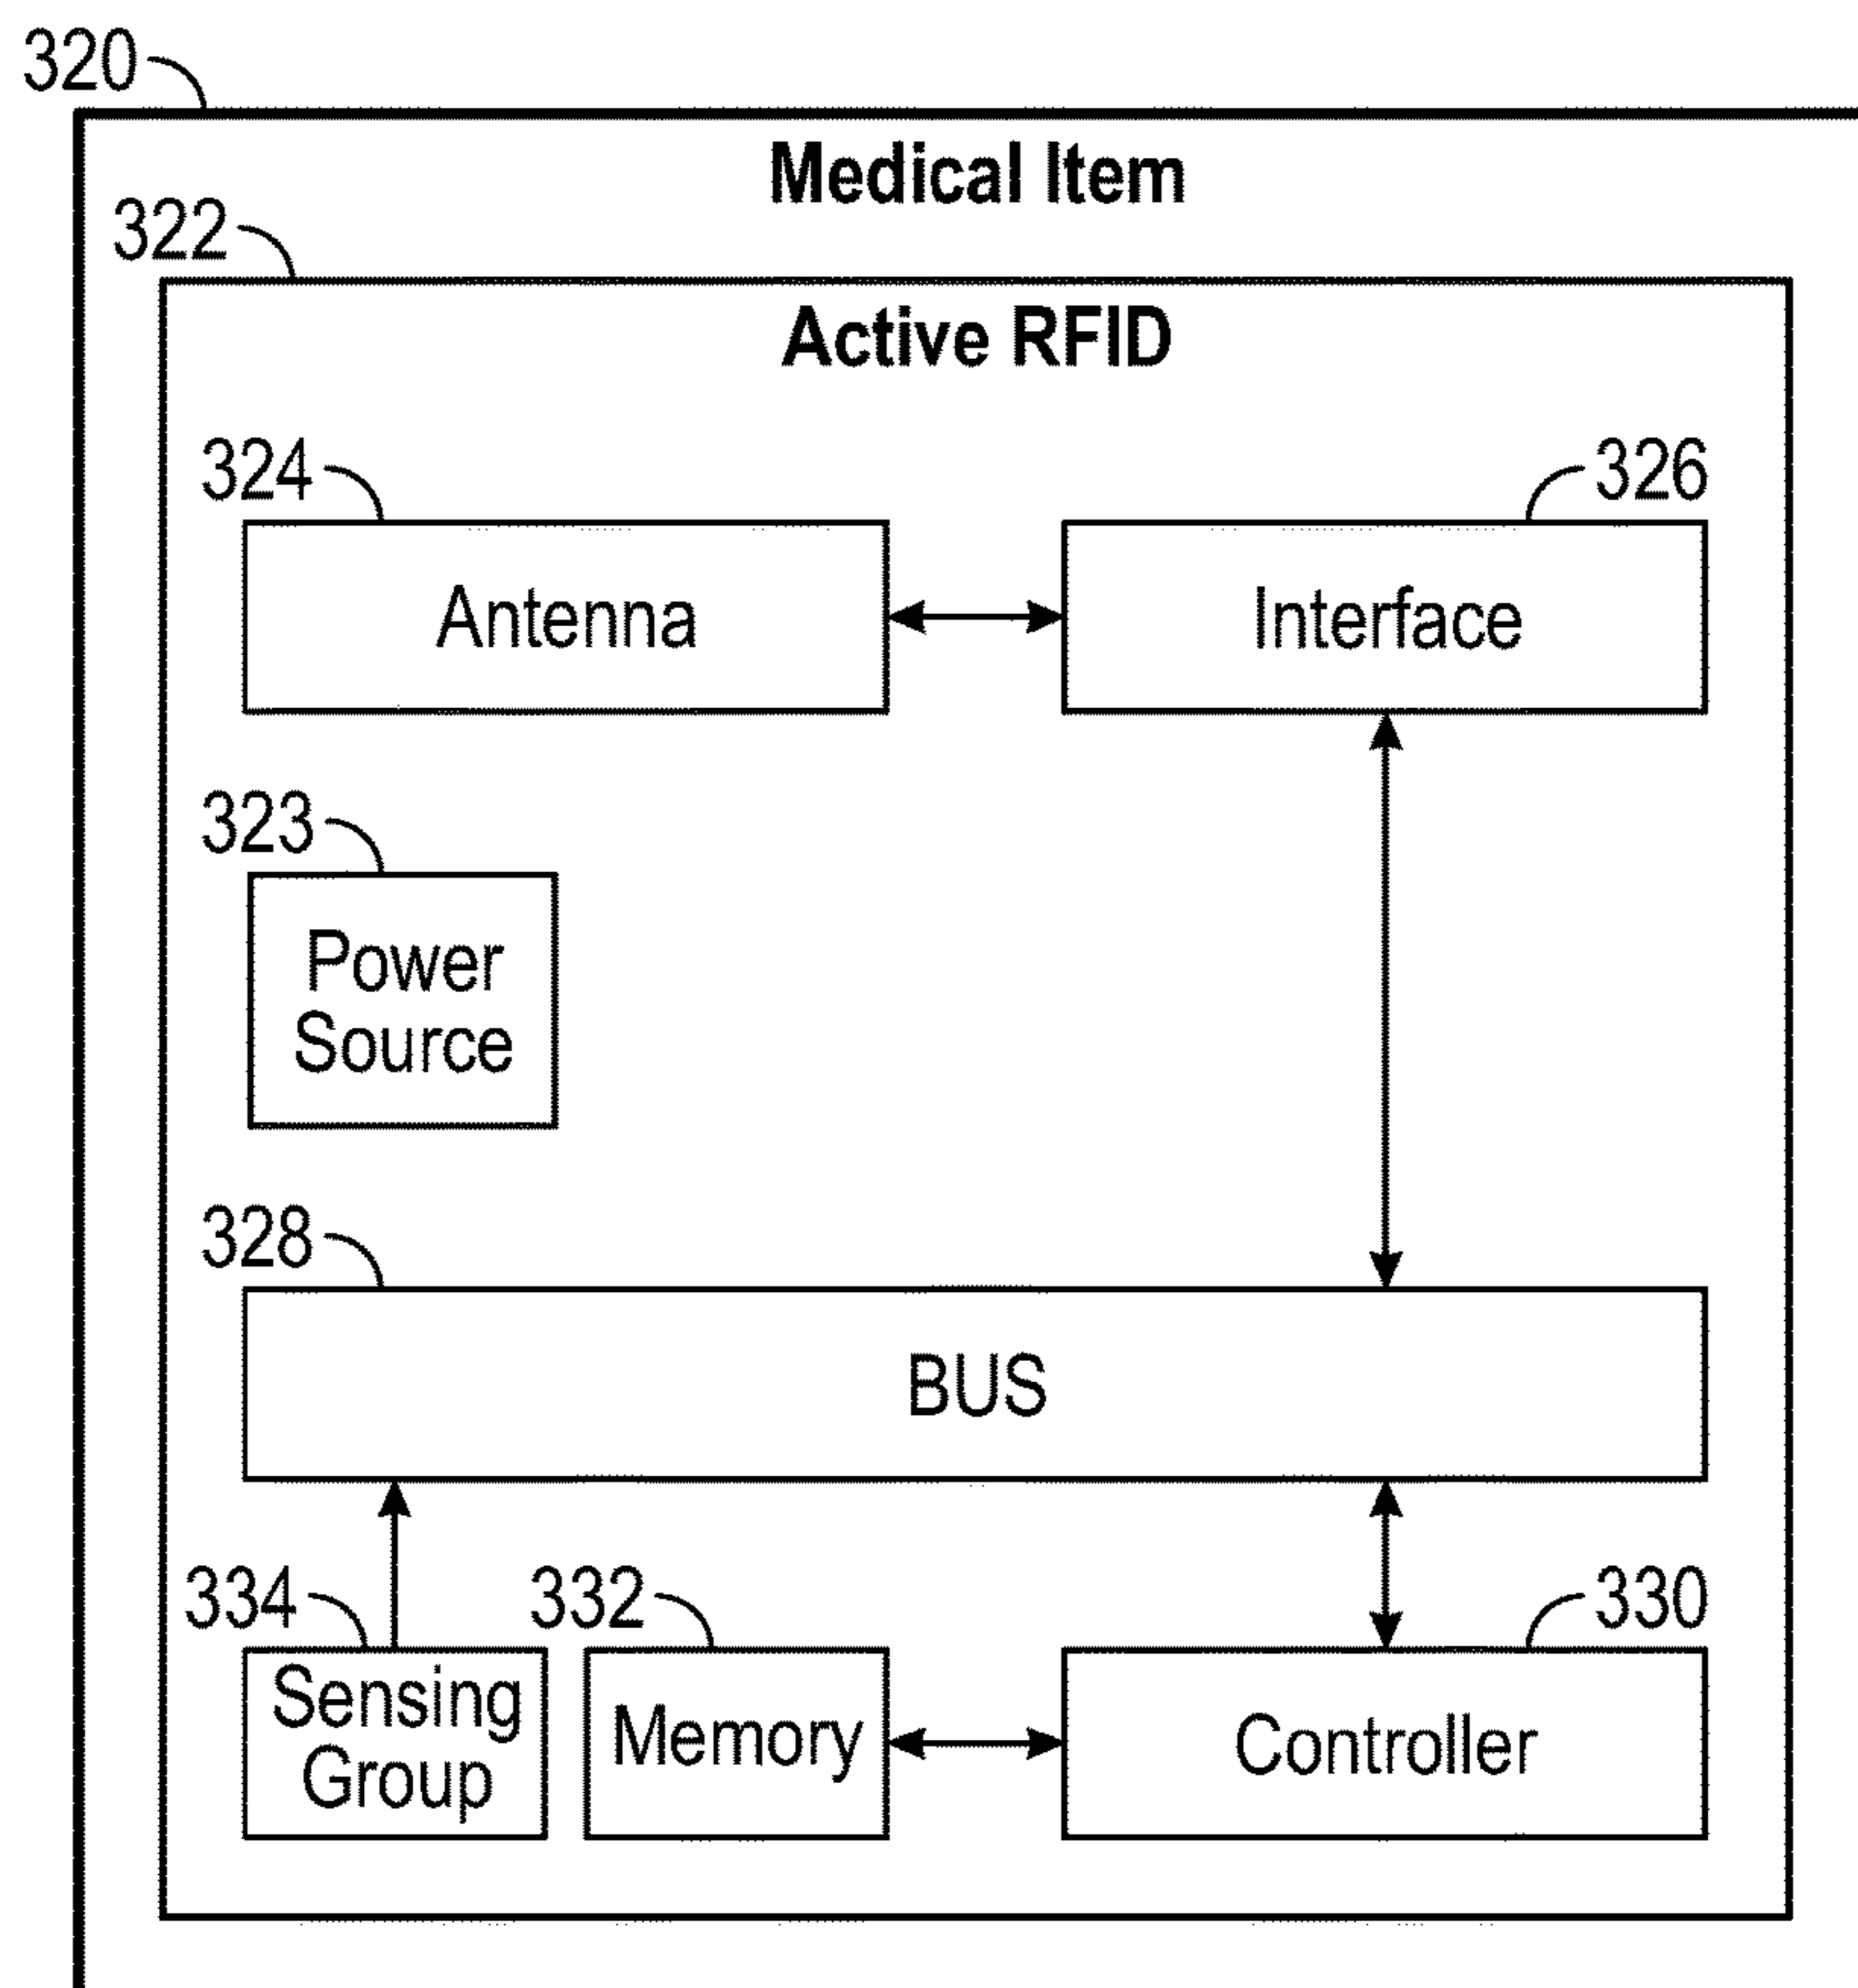 320
Medical Item
322
Active RFID
324
326
Antenna
Interface
323
Power
Source
328
BUS
334
332
330
Sensing
Group
Memory
Controller